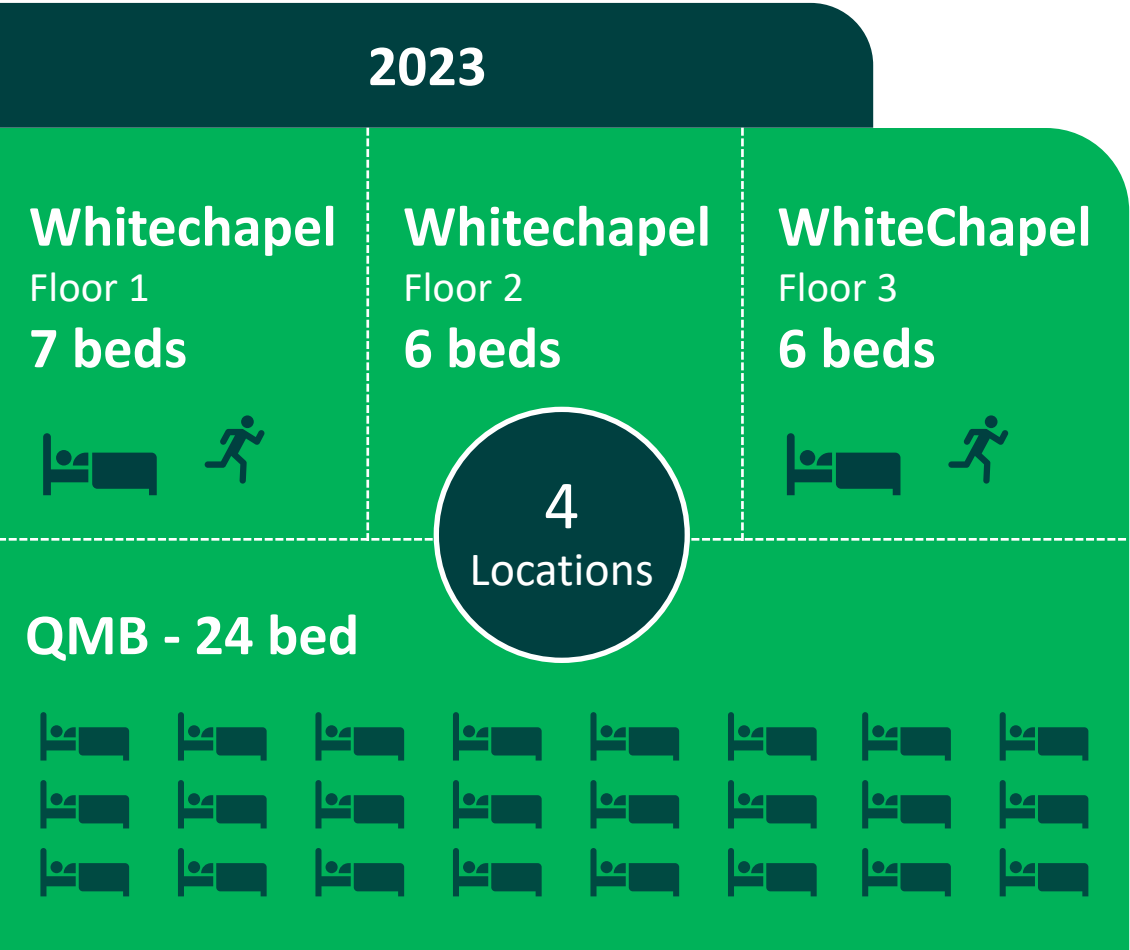 2023
Whitechapel
Floor 1
7 beds
Whitechapel
Floor 2
6 beds
WhiteChapel
Floor 3
6 beds
4
Locations
QMB - 24 bed